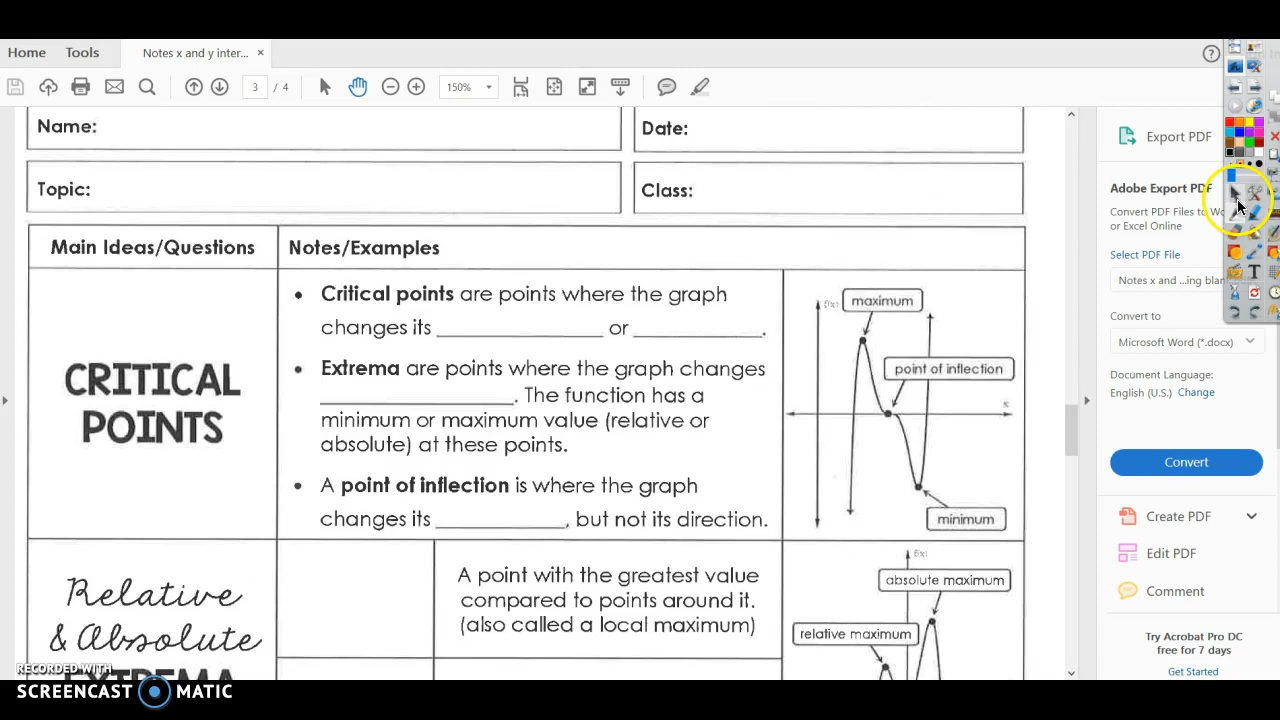 Home Tools Notes x and y inter... ×
3 / 4 150%
Name:
Date:
Topic:
Class:
Main Ideas/Questions
Notes/Examples
CRITICAL
POINTS
• Critical points are points where the graph
changes its ______________ or ___________.
• Extrema are points where the graph changes
________________. The function has a
minimum or maximum value (relative or
absolute) at these points.
• A point of inflection is where the graph
changes its ___________, but not its direction.
f(x)
maximum
point of inflection
x
minimum
Relative
& Absolute
EXTREMA
A point with the greatest value
compared to points around it.
(also called a local maximum)
f(x)
absolute maximum
relative maximum
Export PDF
Adobe Export PDF
Convert PDF Files to
or Excel Online
Select PDF File
Notes x and ...ing
Convert to
Microsoft Word (*.docx)
Document Language:
English (U.S.) Change
Convert
Create PDF
Edit PDF
Comment
Try Acrobat Pro DC
free for 7 days
Get Started
RECORDED WITH
SCREENCAST MATIC